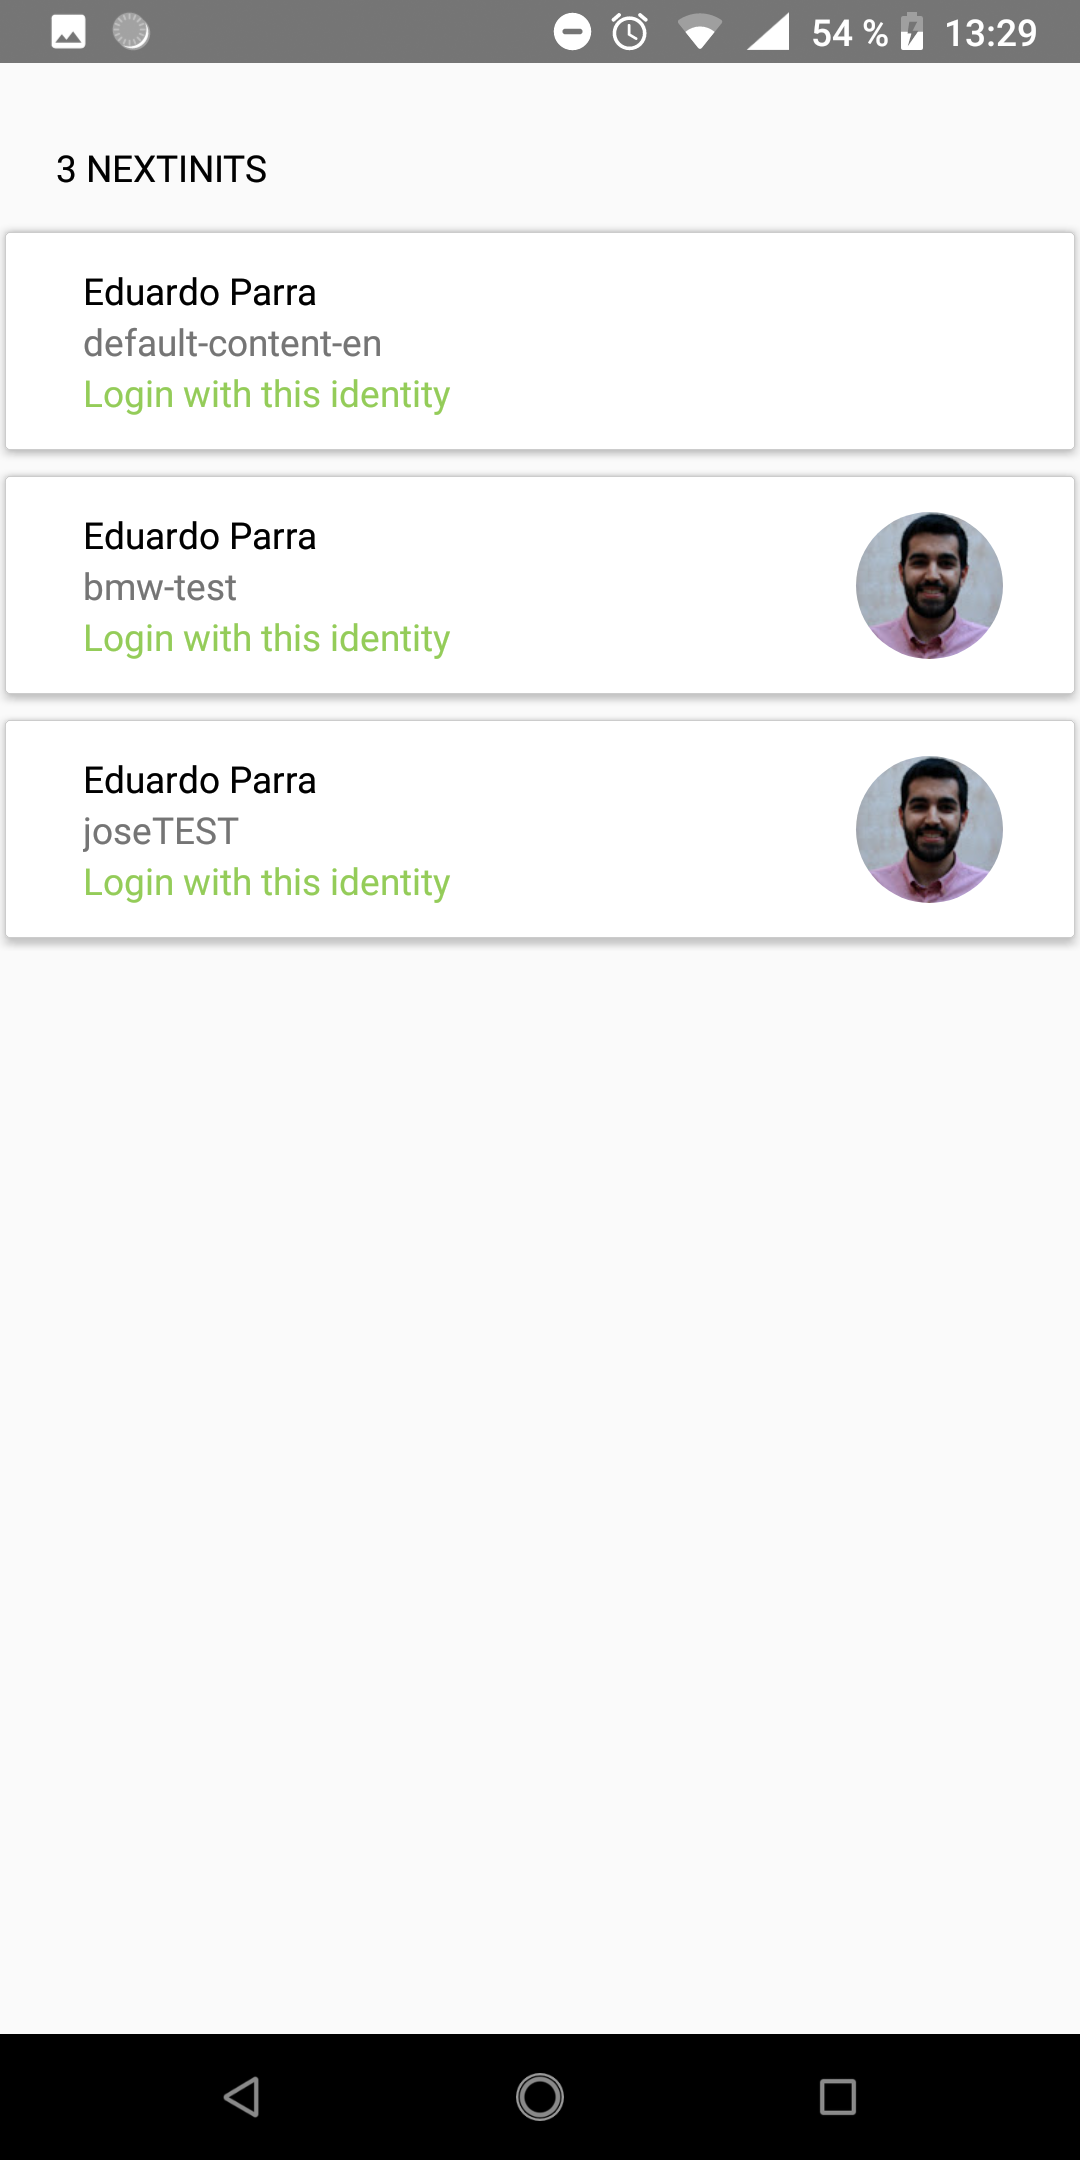 54 % 13:29
3 NEXTINITS
Eduardo Parra
default-content-en
Login with this identity
Eduardo Parra
bmw-test
Login with this identity
Eduardo Parra
joseTEST
Login with this identity